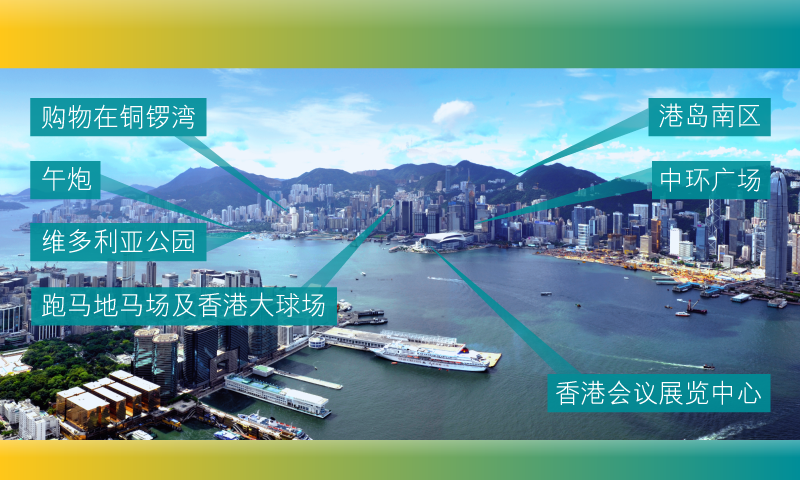 购物在铜锣湾
港岛南区
午炮
中环广场
维多利亚公园
跑马地马场及香港大球场
香港会议展览中心